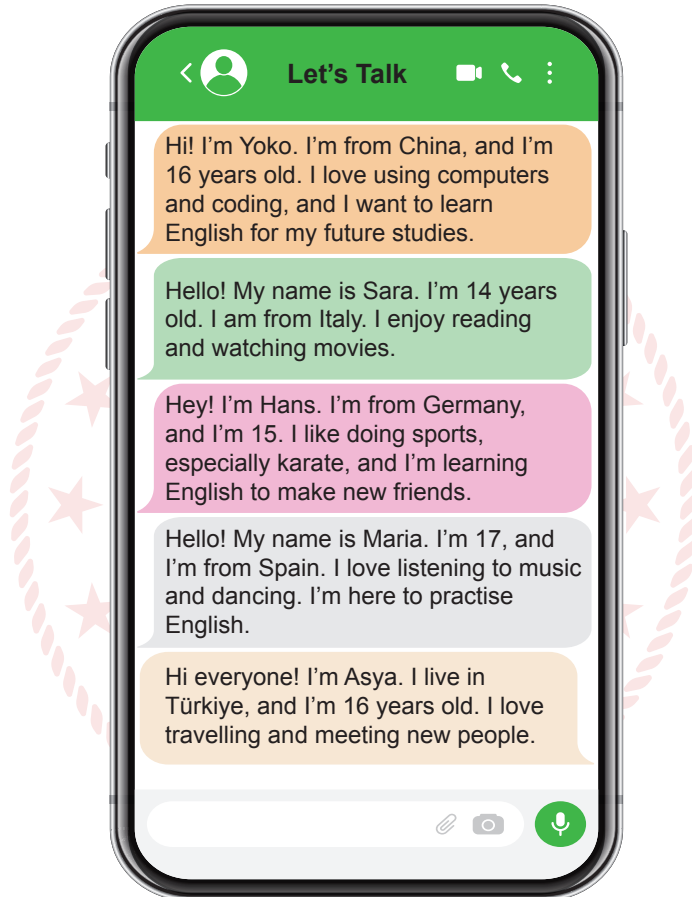 Let's Talk
Hi! I'm Yoko. I'm from China, and I'm
16 years old. I love using computers
and coding, and I want to learn
English for my future studies.
Hello! My name is Sara. I'm 14 years
old. I am from Italy. I enjoy reading
and watching movies.
Hey! I'm Hans. I'm from Germany,
and I'm 15. I like doing sports,
especially karate, and I'm learning
English to make new friends.
Hello! My name is Maria. I'm 17, and
I'm from Spain. I love listening to music
and dancing. I'm here to practise
English.
Hi everyone! I'm Asya. I live in
Türkiye, and I'm 16 years old. I love
travelling and meeting new people.